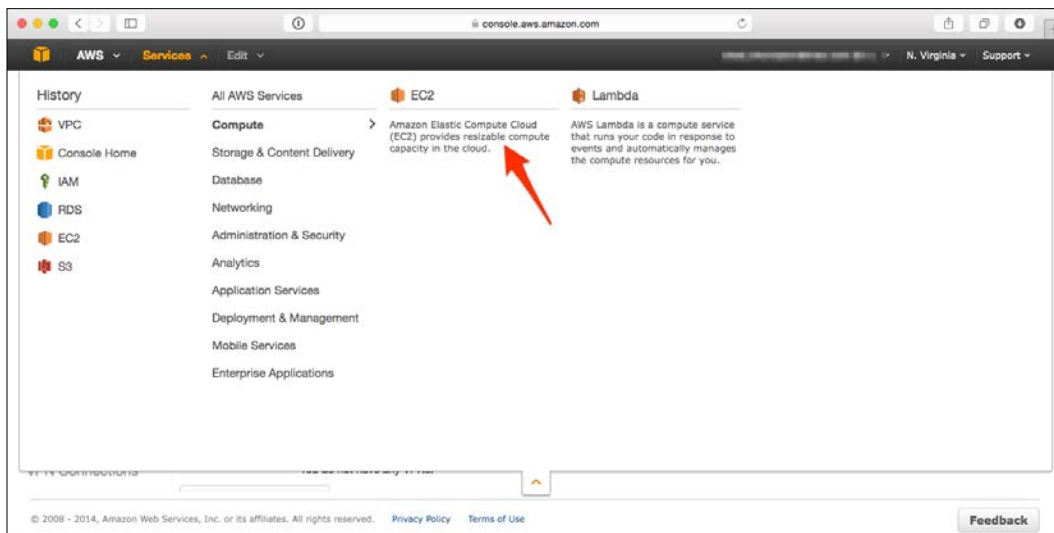 console.aws.amazon.com
AWS
Services
Edit
N. Virginia
Support
History
VPC
Console Home
IAM
RDS
EC2
S3
All AWS Services
Compute
Storage & Content Delivery
Database
Networking
Administration & Security
Analytics
Application Services
Deployment & Management
Mobile Services
Enterprise Applications
EC2
Amazon Elastic Compute Cloud
(EC2) provides resizable compute
capacity in the cloud.
Lambda
AWS Lambda is a compute service
that runs your code in response to
events and automatically manages
the compute resources for you.
© 2008 - 2014, Amazon Web Services, Inc. or its affiliates. All rights reserved.
Privacy Policy
Terms of Use
Feedback